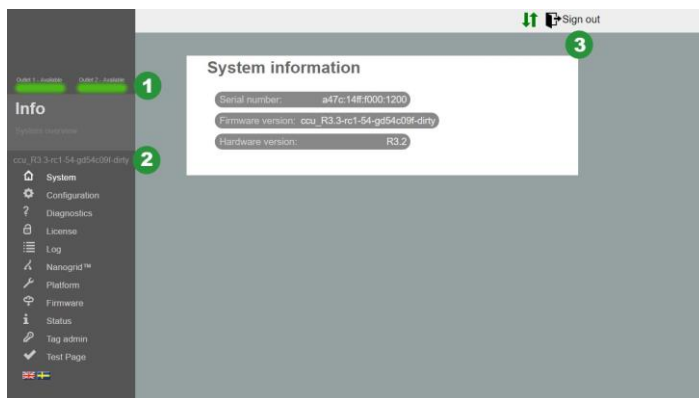 Sign out
3
Outlet 1 - Available Outlet 2 - Available
1
Info
System overview
System information
Serial number: a47c:14ff:f000:1200
Firmware version: ccu_R3.3-rc1-54-gd54c09f-dirty
Hardware version: R3.2
ccu_R3.3-rc1-54-gd54c09f-dirty
2
System
Configuration
Diagnostics
License
Log
Nanogrid™
Platform
Firmware
Status
Tag admin
Test Page